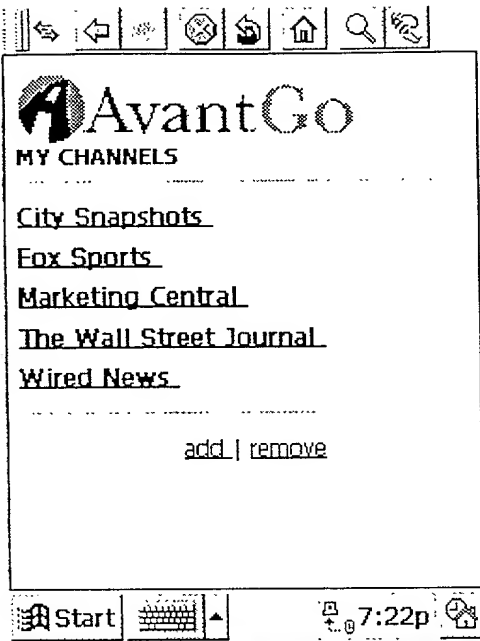 AvantGo
MY CHANNELS
City Snapshots
Fox Sports
Marketing Central
The Wall Street Journal
Wired News
add | remove
Start 7:22p